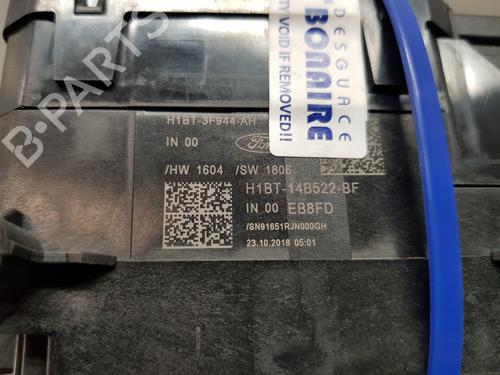 H1BT-3F944-AH
IN 00
Ford
/HW 1604 /SW 1806
H1BT-14B522-BF
IN 00 EB8FD
/SN91651RJN000GH
23.10.2018 05:01
DESGUACE
BONAIRE
TY VOID IF REMOVED!!
B-PARTS